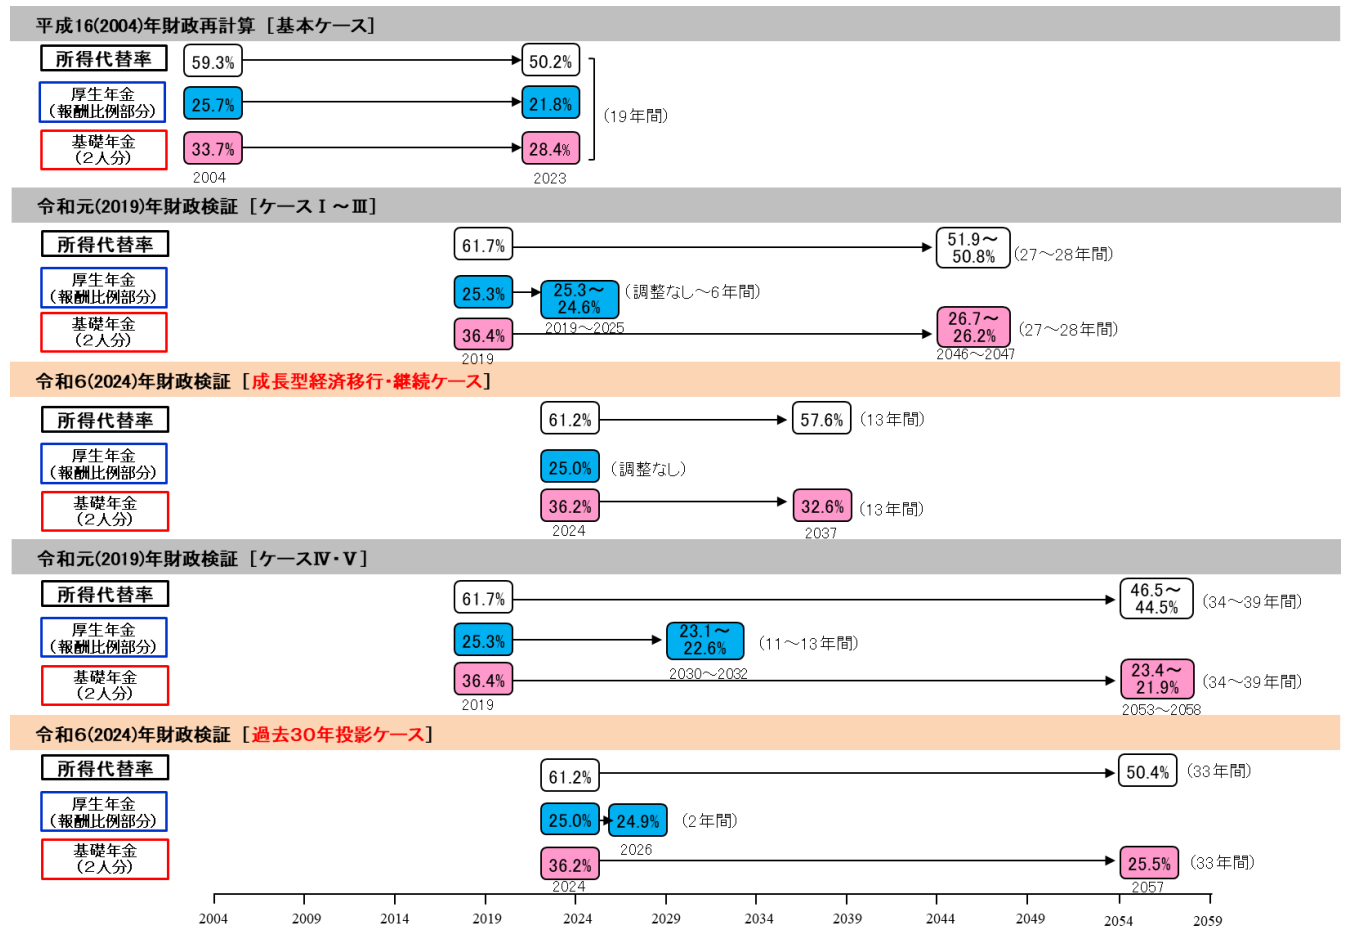 平成16(2004)年財政再計算［基本ケース］
所得代替率
59.3%
50.2%
厚生年金
（報酬比例部分）
25.7%
21.8%
（19年間）
基礎年金
（２人分）
33.7%
28.4%
2004
2023
令和元(2019)年財政検証［ケースⅠ～Ⅲ］
所得代替率
61.7%
51.9～
50.8%
（27～28年間）
厚生年金
（報酬比例部分）
25.3%
25.3～
24.6%
（調整なし～6年間）
2019～2025
基礎年金
（２人分）
36.4%
26.7～
26.2%
（27～28年間）
2019
2046～2047
令和６(2024)年財政検証［成長型経済移行・継続ケース］
所得代替率
61.2%
57.6%
（13年間）
厚生年金
（報酬比例部分）
25.0%
（調整なし）
基礎年金
（２人分）
36.2%
32.6%
（13年間）
2024
2037
令和元(2019)年財政検証［ケースⅣ・Ⅴ］
所得代替率
61.7%
46.5～
44.5%
（34～39年間）
厚生年金
（報酬比例部分）
25.3%
23.1～
22.6%
（11～13年間）
2030～2032
基礎年金
（２人分）
36.4%
23.4～
21.9%
（34～39年間）
2019
2053～2058
令和６(2024)年財政検証［過去３０年投影ケース］
所得代替率
61.2%
50.4%
（33年間）
厚生年金
（報酬比例部分）
25.0%
24.9%
（2年間）
2026
基礎年金
（２人分）
36.2%
25.5%
（33年間）
2024
2057
2004 2009 2014 2019 2024 2029 2034 2039 2044 2049 2054 2059